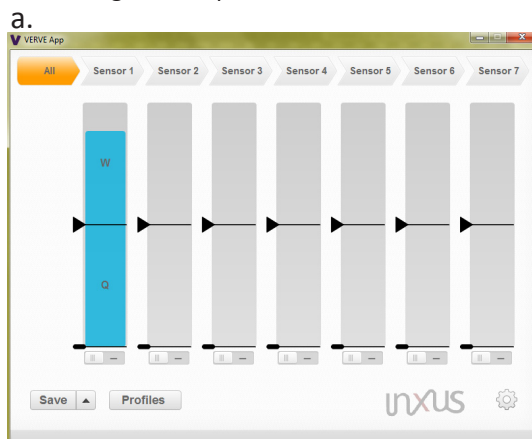 a.
VERVE App
All Sensor 1 Sensor 2 Sensor 3 Sensor 4 Sensor 5 Sensor 6 Sensor 7
W
Q
Save Profiles
inxus